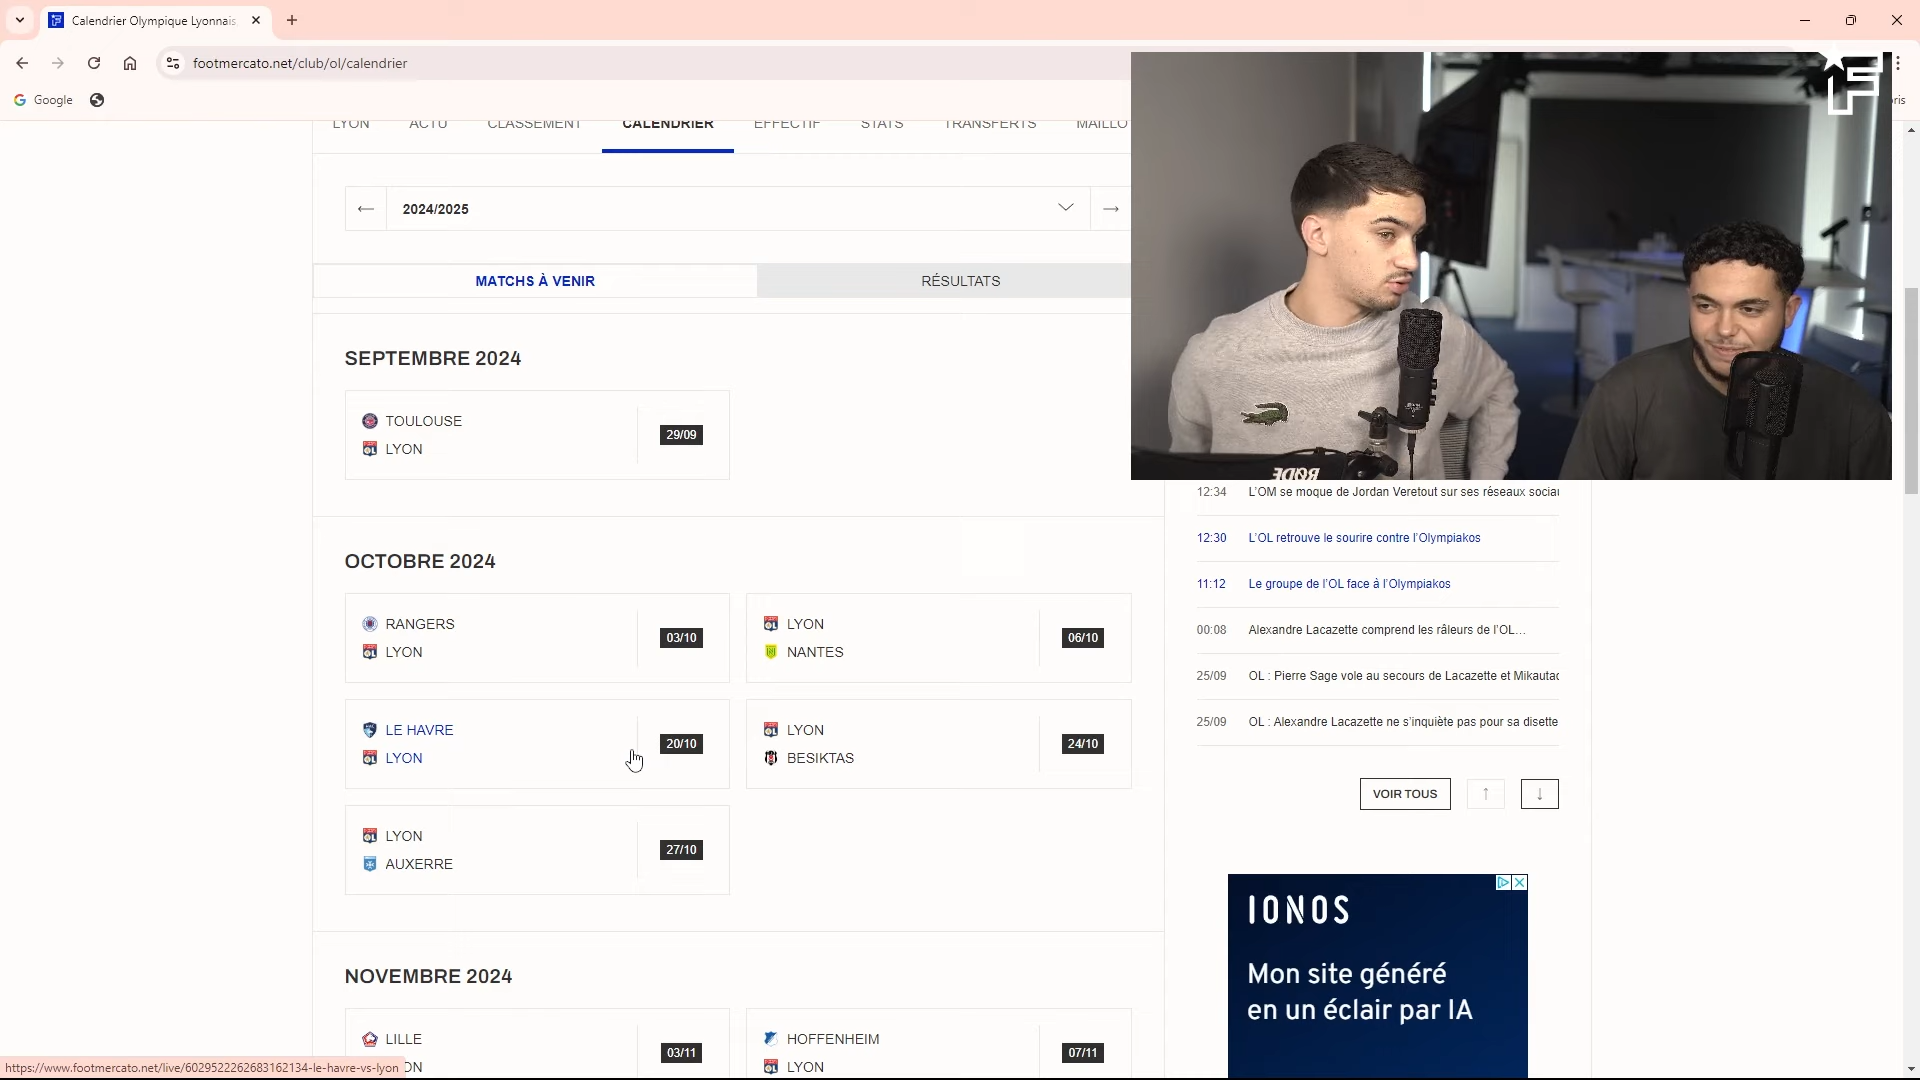 Calendrier Olympique Lyonnais
footmercato.net/club/ol/calendrier
Google
ris
LYON ACTU CLASSEMENT CALENDRIER EFFECTIF STATS TRANSFERTS MAILLO
2024/2025
MATCHS À VENIR
RÉSULTATS
SEPTEMBRE 2024
TOULOUSE
LYON
29/09
OCTOBRE 2024
RANGERS
LYON
03/10
LYON
NANTES
06/10
LE HAVRE
LYON
20/10
LYON
BESIKTAS
24/10
LYON
AUXERRE
27/10
NOVEMBRE 2024
LILLE
ON
03/11
HOFFENHEIM
LYON
07/11
RØDE
12:34 L'OM se moque de Jordan Veretout sur ses réseaux sociau
12:30 L'OL retrouve le sourire contre l'Olympiakos
11:12 Le groupe de l'OL face à l'Olympiakos
00:08 Alexandre Lacazette comprend les râleurs de l'OL...
25/09 OL : Pierre Sage vole au secours de Lacazette et Mikautad
25/09 OL : Alexandre Lacazette ne s'inquiète pas pour sa disette
VOIR TOUS
IONOS
Mon site généré
en un éclair par IA
https://www.footmercato.net/live/6029522262683162134-le-havre-vs-lyon